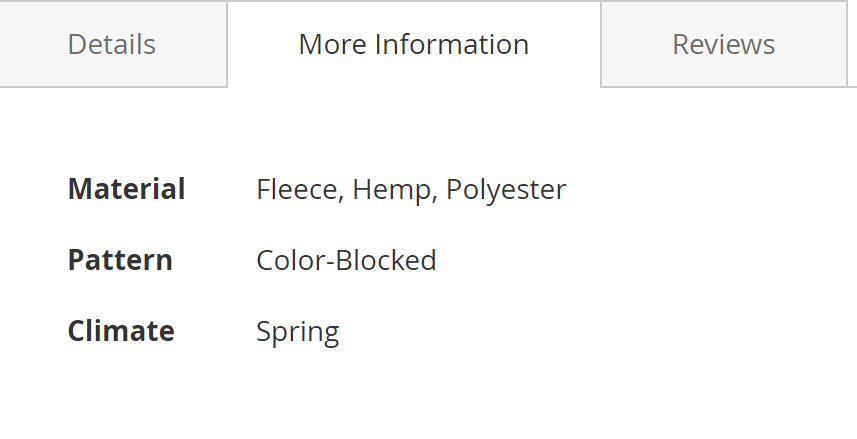 Details More Information Reviews
Material Fleece, Hemp, Polyester
Pattern Color-Blocked
Climate Spring